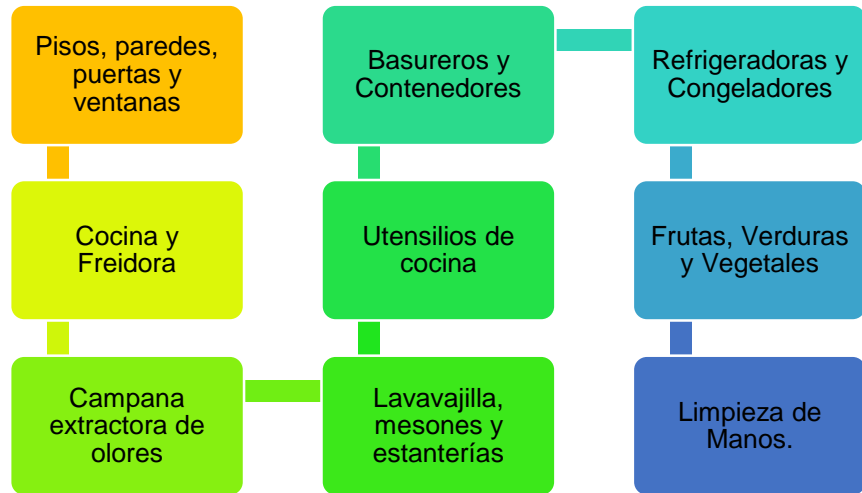 Pisos, paredes,
puertas y
ventanas
Cocina y
Freidora
Campana
extractora de
olores
Lavavajilla,
mesones y
estanterías
Utensilios de
cocina
Basureros y
Contenedores
Refrigeradoras y
Congeladores
Frutas, Verduras
y Vegetales
Limpieza de
Manos.